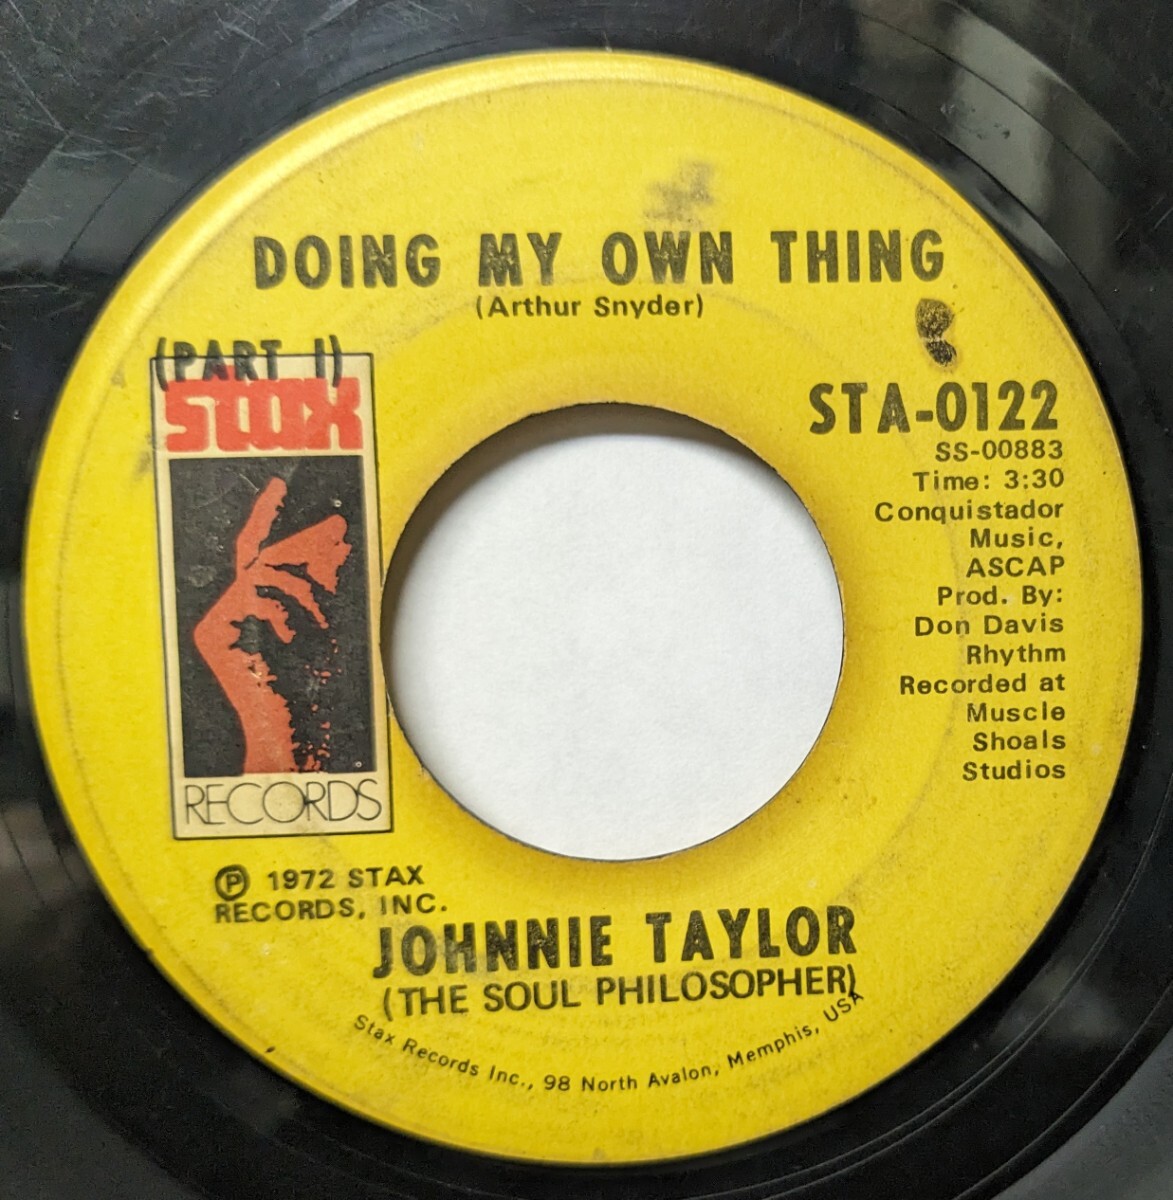 DOING MY OWN THING
(Arthur Snyder)
(PART I)
STAX
RECORDS
STA-0122
SS-00883
Time: 3:30
Conquistador
Music,
ASCAP
Prod. By:
Don Davis
Rhythm
Recorded at
Muscle
Shoals
Studios
Ⓟ 1972 STAX
RECORDS, INC.
JOHNNIE TAYLOR
(THE SOUL PHILOSOPHER)
Stax Records Inc., 98 North Avalon, Memphis, USA